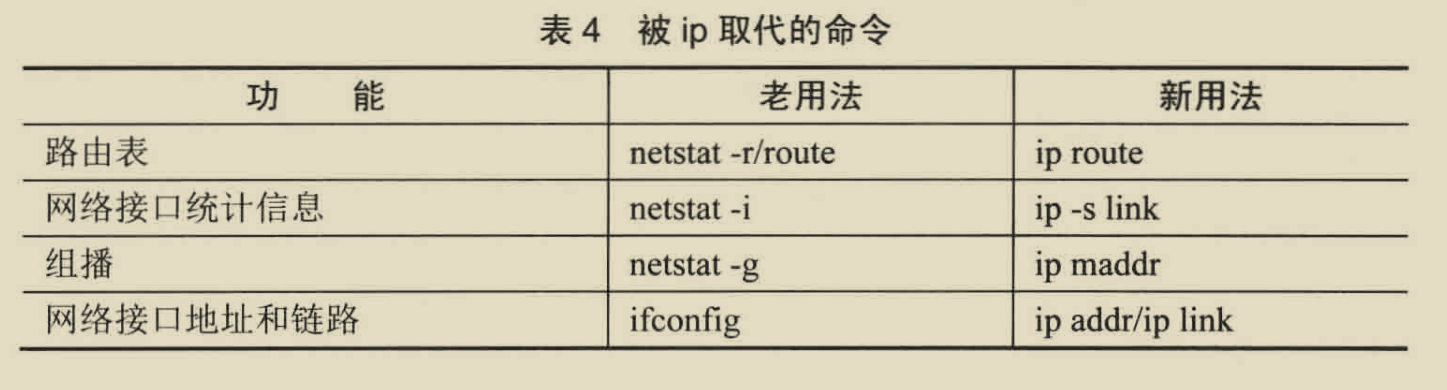 表 4 被 ip 取代的命令
功 能 老用法 新用法
路由表 netstat -r/route ip route
网络接口统计信息 netstat -i ip -s link
组播 netstat -g ip maddr
网络接口地址和链路 ifconfig ip addr/ip link